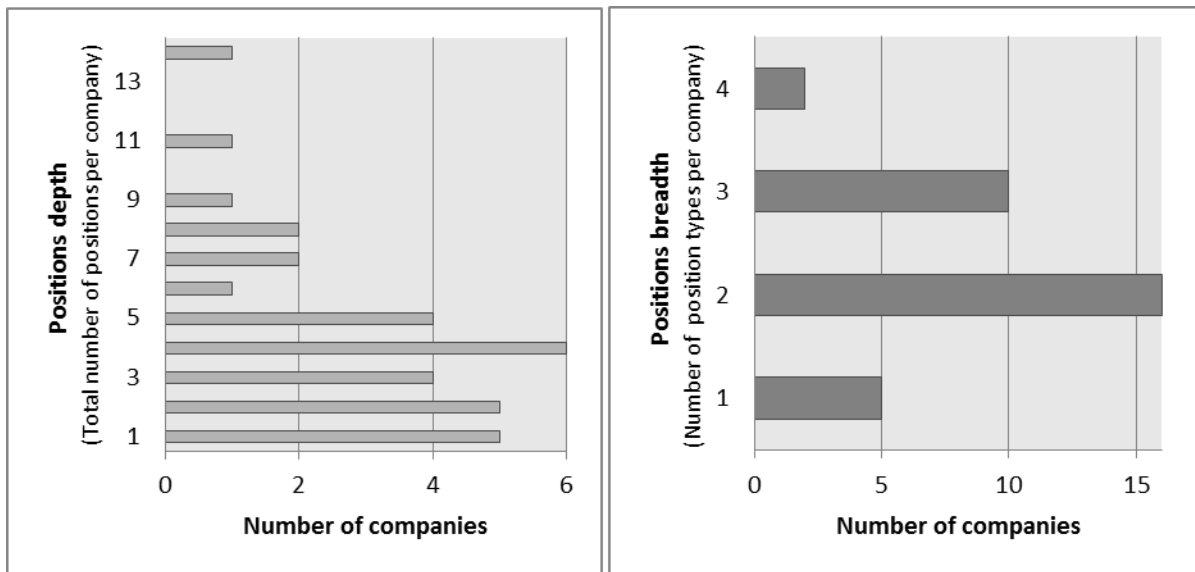 Positions depth
(Total number of positions per company)
13
11
9
7
5
3
1
0 2 4 6
Number of companies
Positions breadth
(Number of position types per company)
4
3
2
1
0 5 10 15
Number of companies